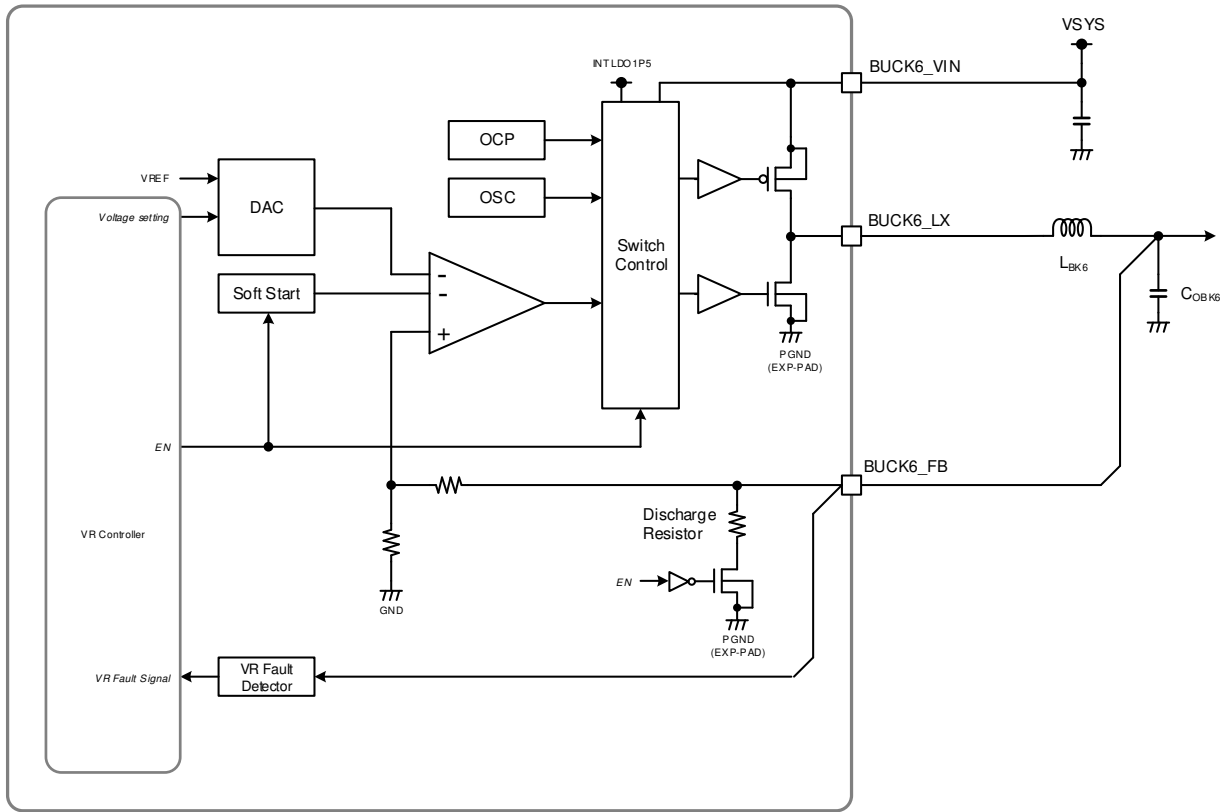 VSYS
INTLDO1P5
BUCK6_VIN
OCP
VREF
DAC
OSC
Voltage setting
BUCK6_LX
Switch
Control
LBK6
Soft Start
-
-
+
COBK6
PGND
(EXP-PAD)
EN
BUCK6_FB
Discharge
Resistor
VR Controller
EN
GND
PGND
(EXP-PAD)
VR Fault Signal
VR Fault
Detector